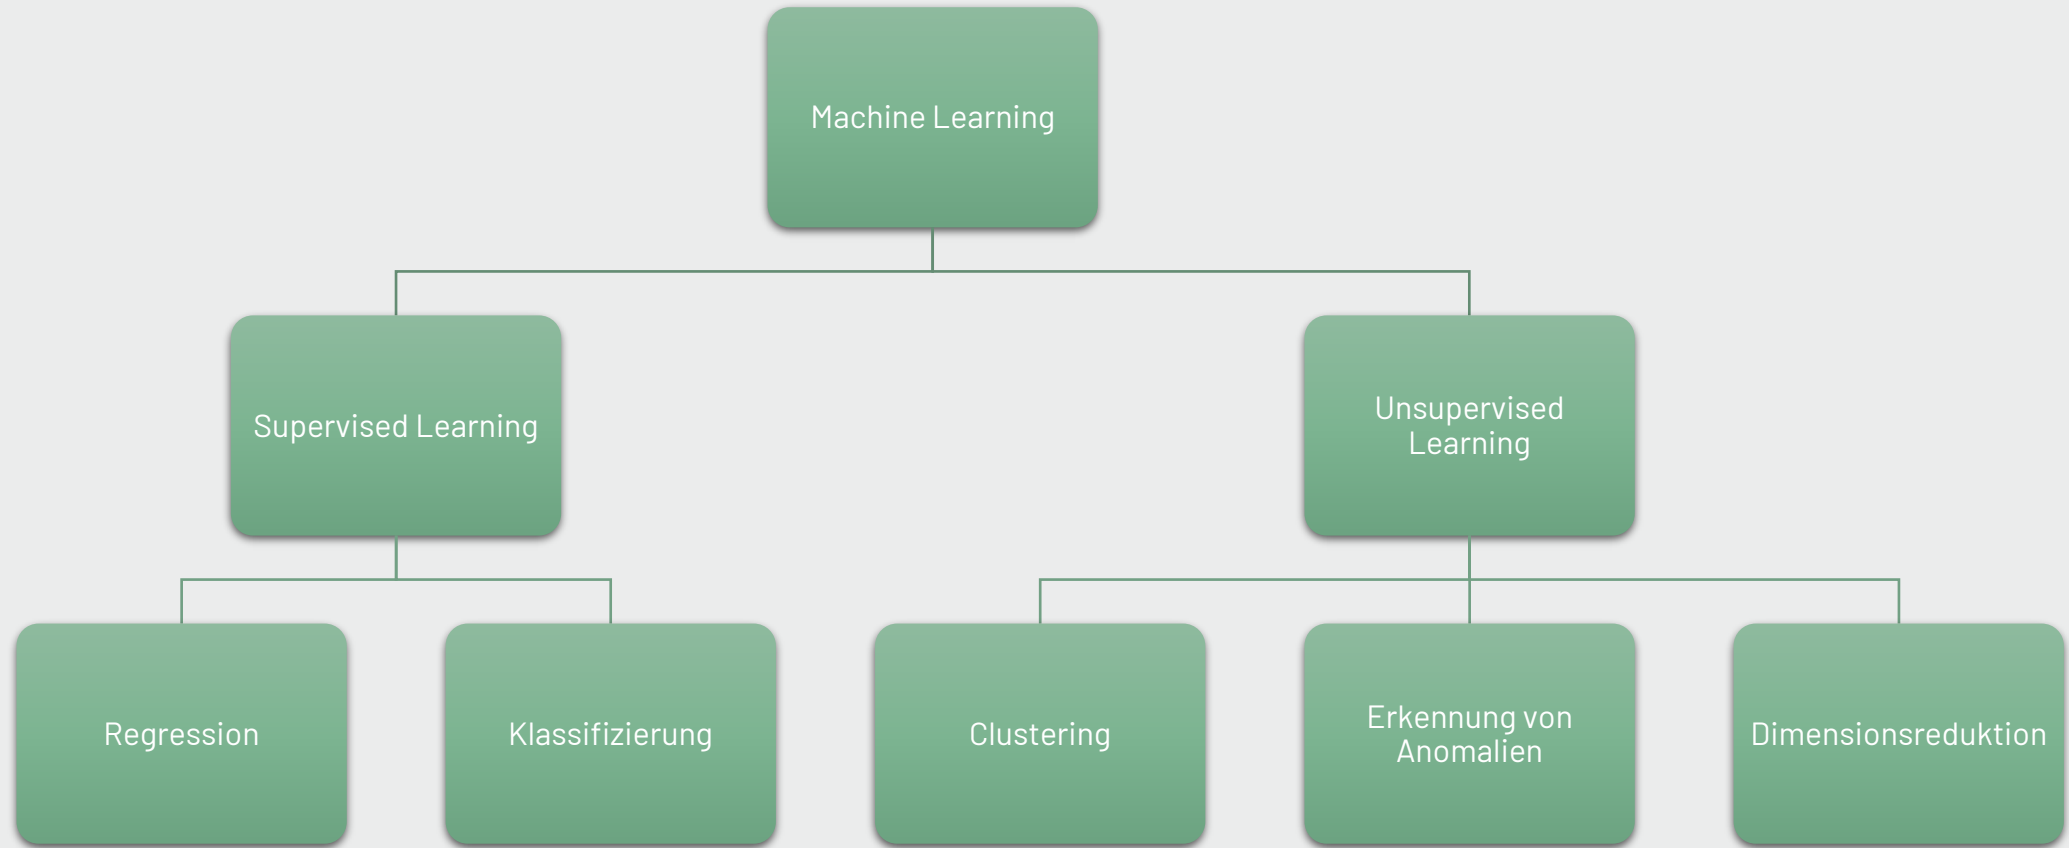 Machine Learning
Supervised Learning
Unsupervised
Learning
Regression
Klassifizierung
Clustering
Erkennung von
Anomalien
Dimensionsreduktion